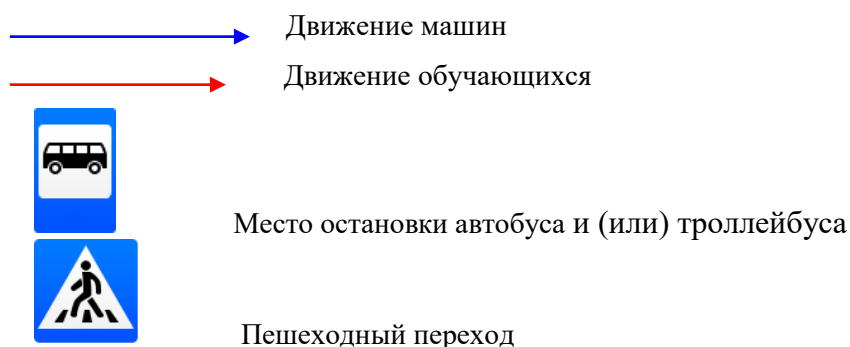 Движение машин
Движение обучающихся
Место остановки автобуса и (или) троллейбуса
Пешеходный переход